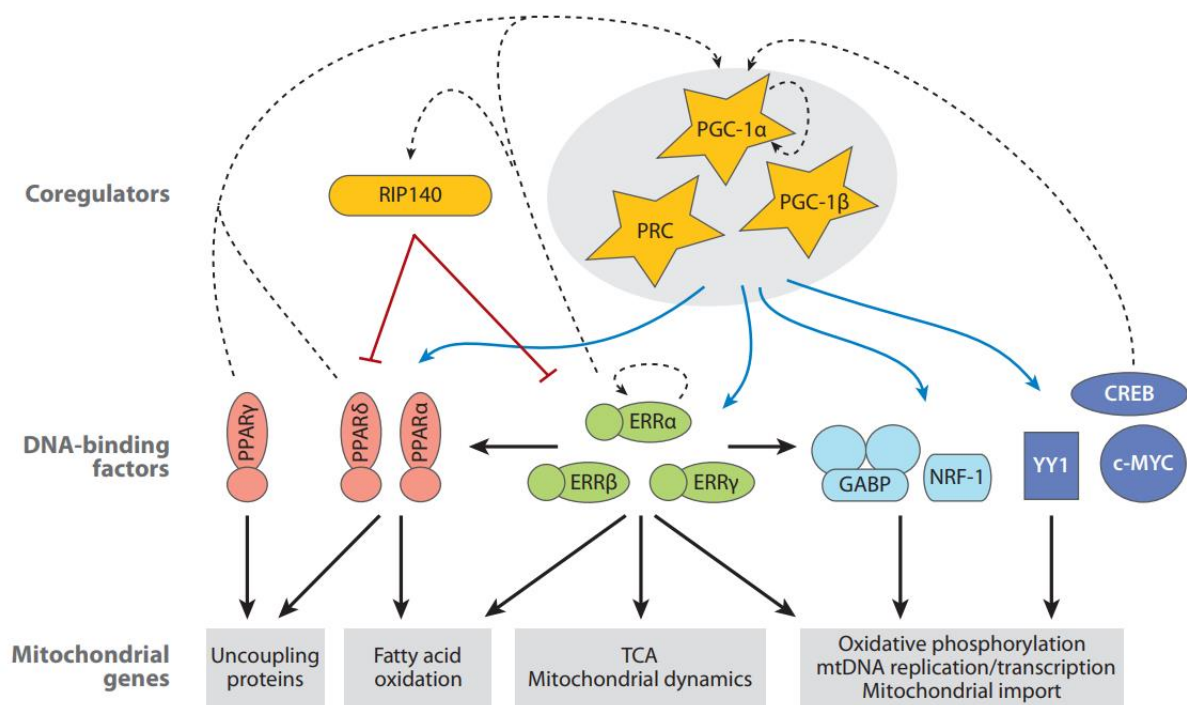 PGC-1α
PGC-1β
PRC
Coregulators
RIP140
CREB
DNA-binding
factors
PPARγ
PPARδ
PPARα
ERRα
ERRβ
ERRγ
GABP
NRF-1
YY1
c-MYC
Mitochondrial
genes
Uncoupling
proteins
Fatty acid
oxidation
TCA
Mitochondrial dynamics
Oxidative phosphorylation
mtDNA replication/transcription
Mitochondrial import